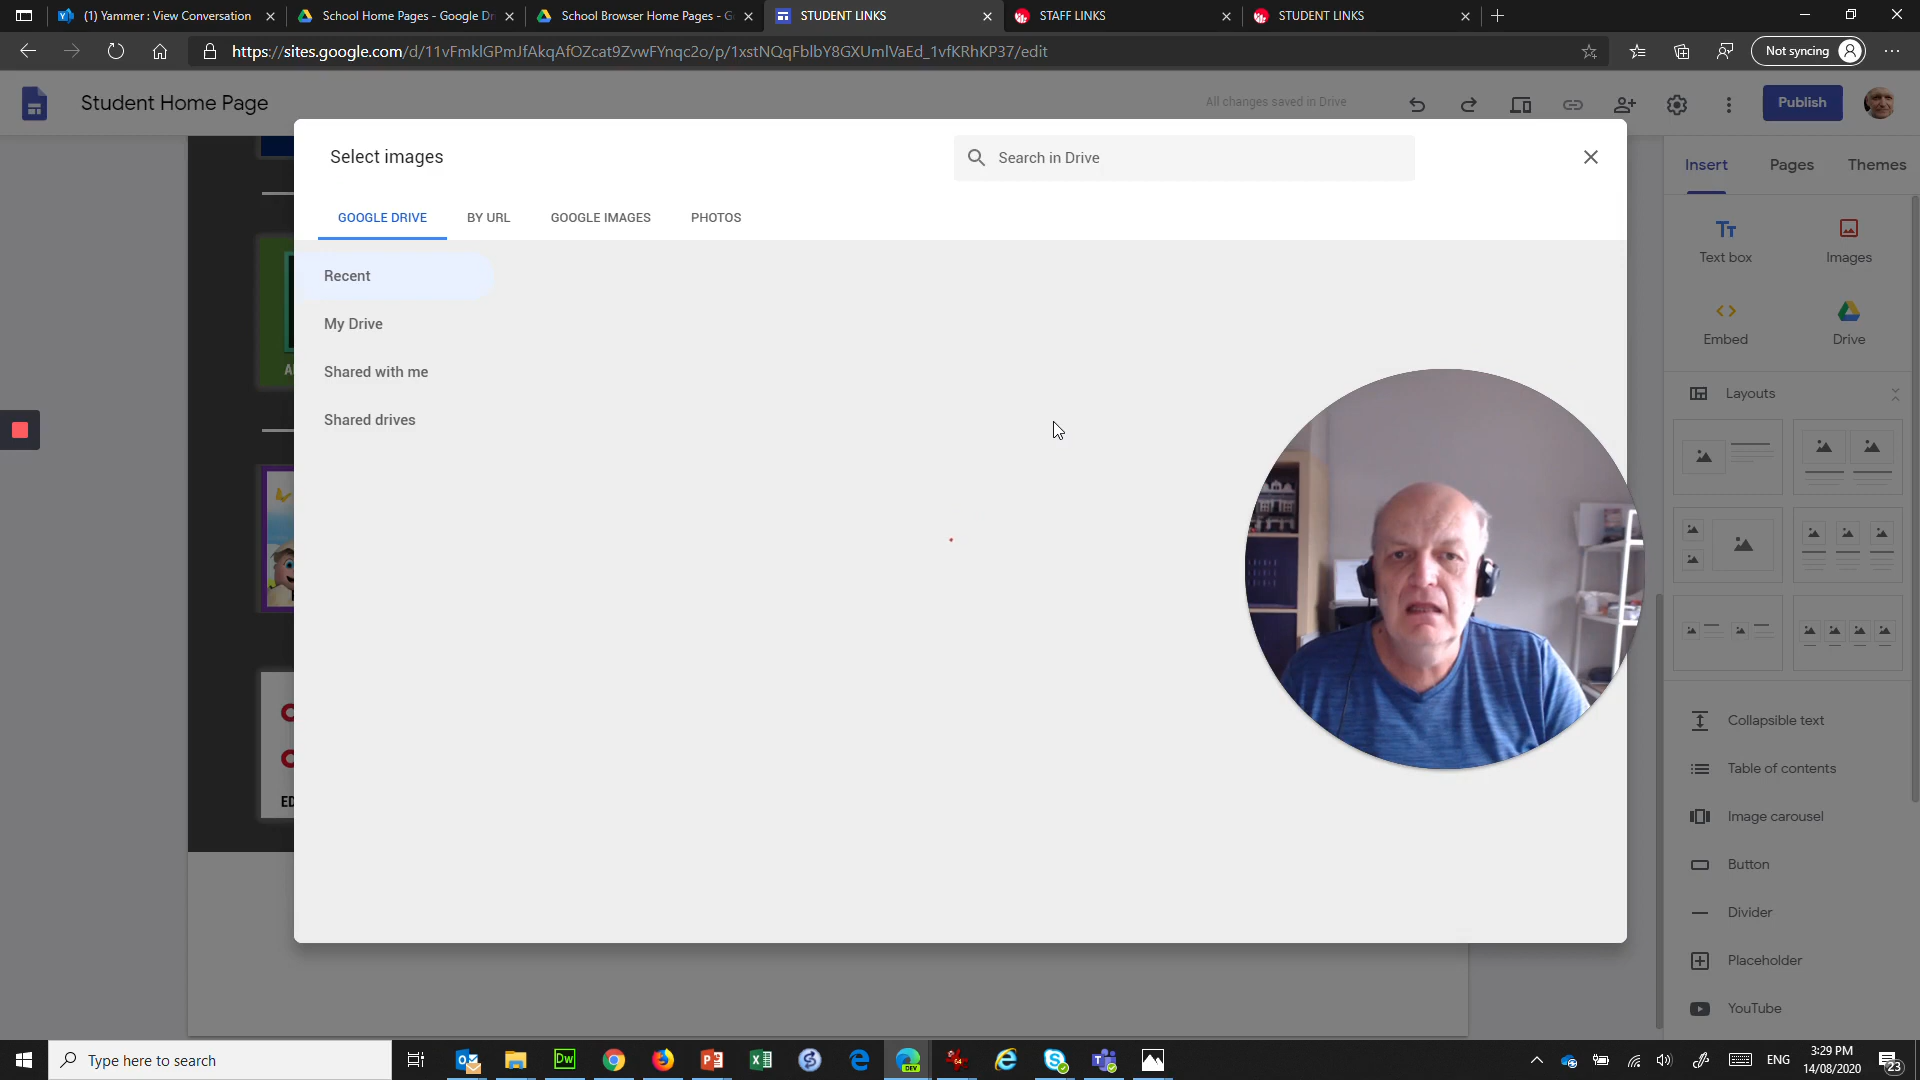 (1) Yammer : View Conversation
School Home Pages - Google Dr
School Browser Home Pages - G
STUDENT LINKS
STAFF LINKS
STUDENT LINKS
https://sites.google.com/d/11vFmklGPmJfAkqAfOZcat9ZvwFYnqc2o/p/1xstNQqFblbY8GXUmlVaEd_1vfKRhKP37/edit
Not syncing
Student Home Page
All changes saved in Drive
Publish
Select images
Search in Drive
GOOGLE DRIVE BY URL GOOGLE IMAGES PHOTOS
Recent
My Drive
Shared with me
Shared drives
Insert Pages Themes
Text box Images
Embed Drive
Layouts
Collapsible text
Table of contents
Image carousel
Button
Divider
Placeholder
YouTube
Type here to search
Dw
DEV
ENG
3:29 PM
14/08/2020
23